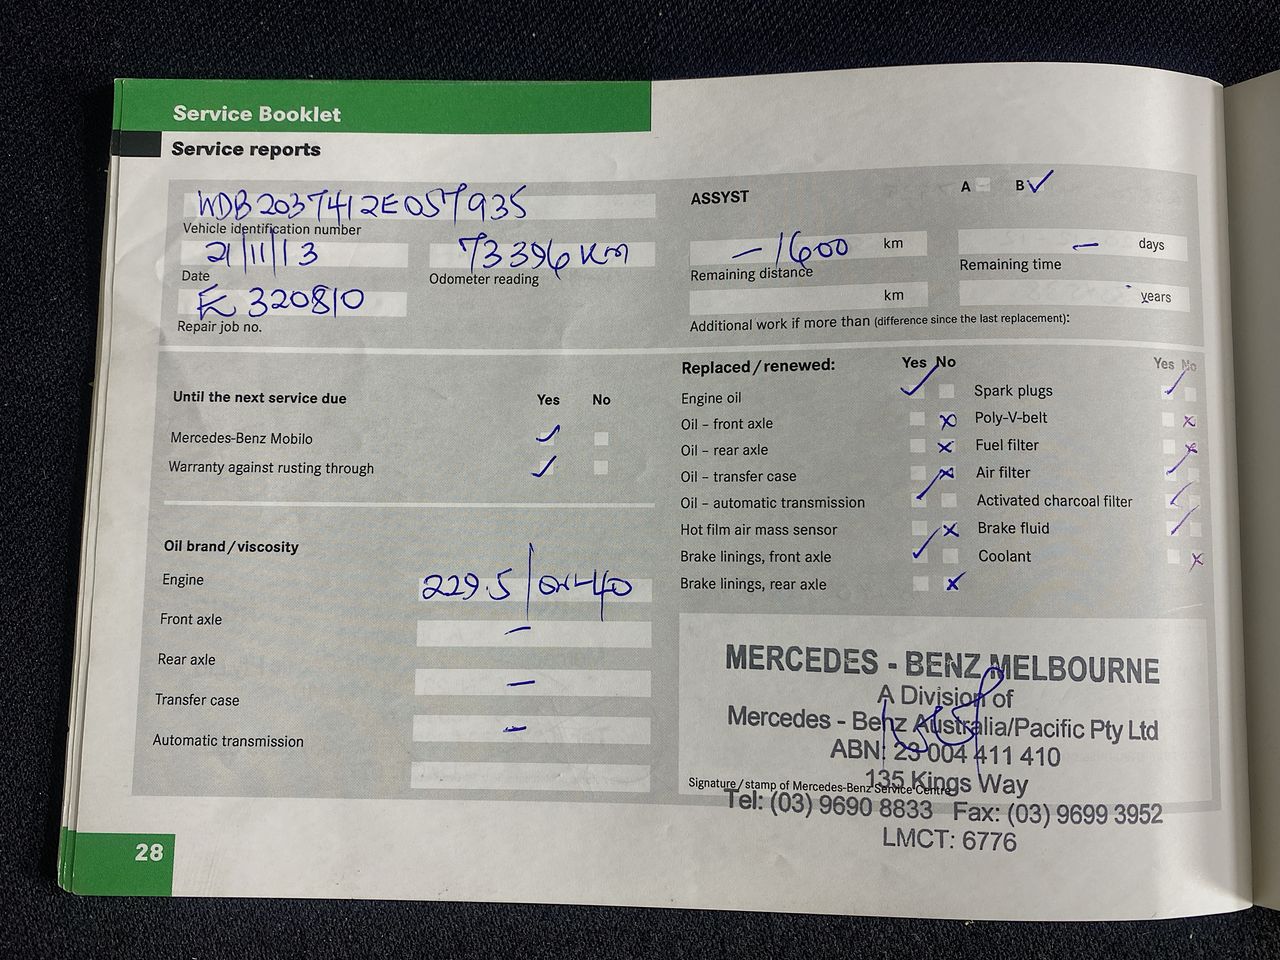 Service Booklet
Service reports
WDB2037412E057935
Vehicle identification number
21/11/13
Date
73396 km
Odometer reading
320810
Repair job no.
ASSYST
A B ✓
-1600 km
Remaining distance
— days
Remaining time
km
years
Additional work if more than (difference since the last replacement):
Until the next service due Yes No
Mercedes-Benz Mobilo ✓
Warranty against rusting through ✓
Oil brand/viscosity
Engine 229.5/
Front axle —
Rear axle —
Transfer case —
Automatic transmission
Replaced/renewed: Yes No
Engine oil ✓
Oil – front axle x
Oil – rear axle x
Oil – transfer case x
Oil – automatic transmission ✓
Hot film air mass sensor x
Brake linings, front axle ✓
Brake linings, rear axle x
Yes No
Spark plugs ✓
Poly-V-belt x
Fuel filter x
Air filter ✓
Activated charcoal filter ✓
Brake fluid ✓
Coolant x
MERCEDES - BENZ MELBOURNE
A Division of
Mercedes - Benz Australia/Pacific Pty Ltd
ABN: 23 004 411 410
135 Kings Way
Signature/stamp of Mercedes-Benz Service Centre
Tel: (03) 9690 8833 Fax: (03) 9699 3952
LMCT: 6776
28